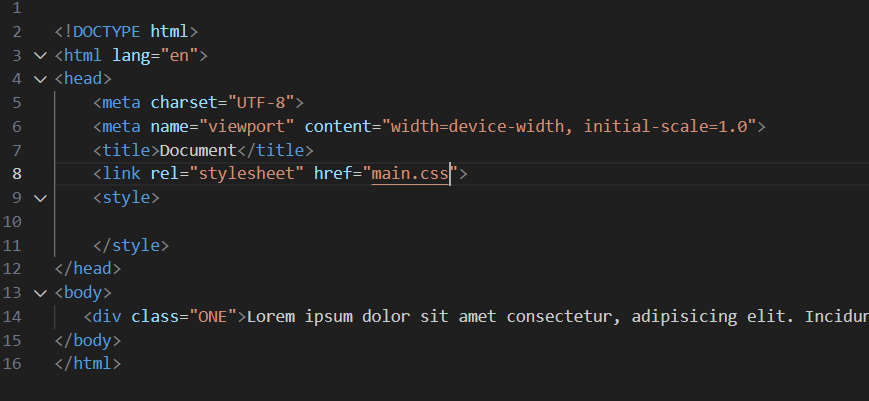 1
2 <!DOCTYPE html>
3 <html lang="en">
4 <head>
5 <meta charset="UTF-8">
6 <meta name="viewport" content="width=device-width, initial-scale=1.0">
7 <title>Document</title>
8 <link rel="stylesheet" href="main.css">
9 <style>
10
11 </style>
12 </head>
13 <body>
14 <div class="ONE">Lorem ipsum dolor sit amet consectetur, adipisicing elit. Incidun
15 </body>
16 </html>